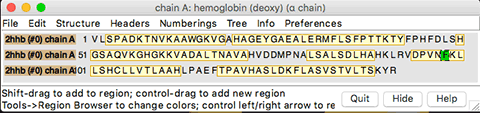 chain A: hemoglobin (deoxy) (α chain)
File Edit Structure Headers Numberings Tree Info Preferences
2hhb (#0) chain A 1 VLSPADKTNVKAAWGKVGAHAGEYGAEALERMFLSFPTTKTYFPHFDLSH
2hhb (#0) chain A 51 GSAQVKGHGKKVADALTNAVAHVDDMPNALSALSDLHAHKLRVDPVNFKL
2hhb (#0) chain A 101 LSHCLLVTLAAHLPAEFTPAVHASLDKFLASVSTVLTSKYR
Shift-drag to add to region; control-drag to add new region
Tools->Region Browser to change colors; control left/right arrow to re
Quit Hide Help